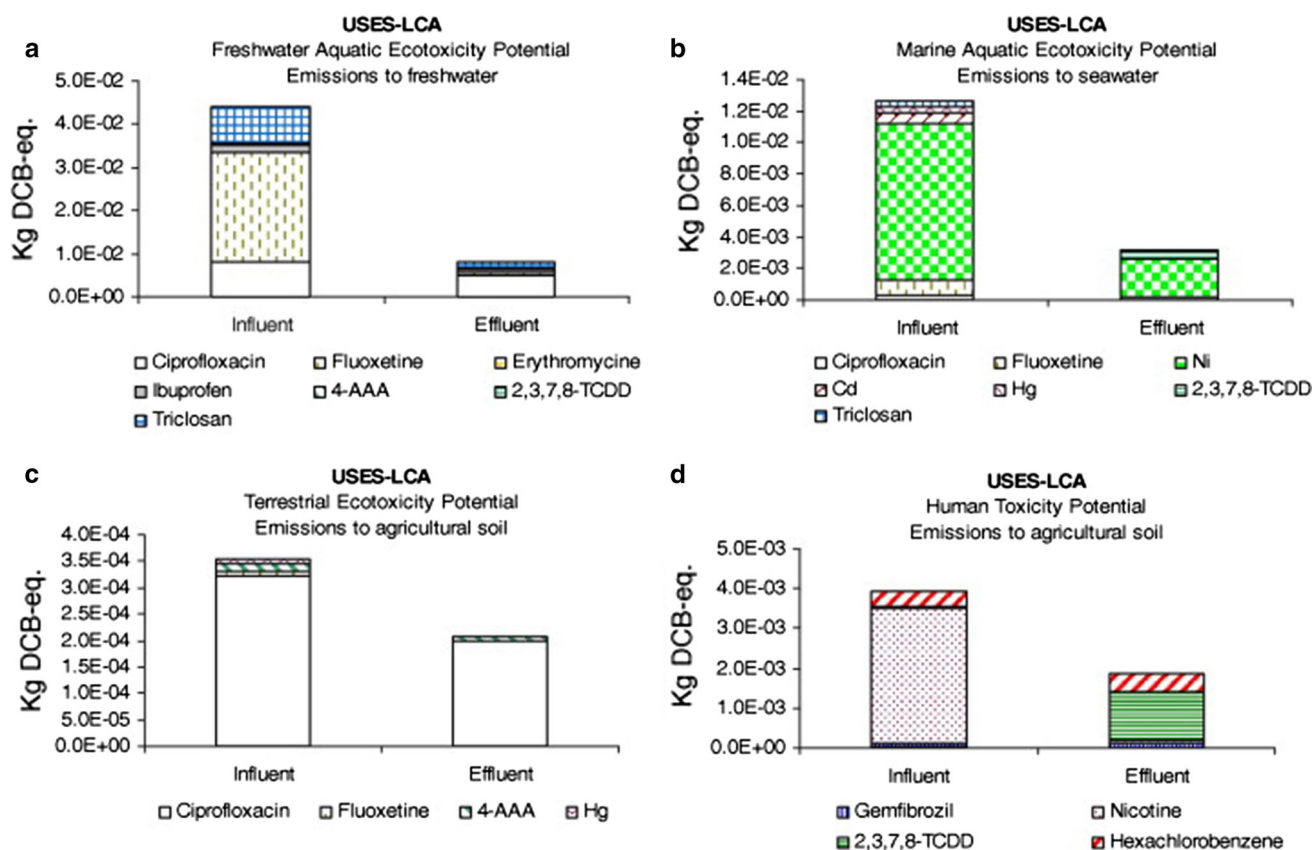 a
USES-LCA
Freshwater Aquatic Ecotoxicity Potential
Emissions to freshwater
Kg DCB-eq.
5.0E-02
4.0E-02
3.0E-02
2.0E-02
1.0E-02
0.0E+00
Influent
Effluent
Ciprofloxacin
Fluoxetine
Erythromycine
Ibuprofen
4-AAA
2,3,7,8-TCDD
Triclosan
b
USES-LCA
Marine Aquatic Ecotoxicity Potential
Emissions to seawater
Kg DCB-eq.
1.4E-02
1.2E-02
1.0E-02
8.0E-03
6.0E-03
4.0E-03
2.0E-03
0.0E+00
Influent
Effluent
Ciprofloxacin
Fluoxetine
Ni
Cd
Hg
2,3,7,8-TCDD
Triclosan
c
USES-LCA
Terrestrial Ecotoxicity Potential
Emissions to agricultural soil
Kg DCB-eq.
4.0E-04
3.5E-04
3.0E-04
2.5E-04
2.0E-04
1.5E-04
1.0E-04
5.0E-05
0.0E+00
Influent
Effluent
Ciprofloxacin
Fluoxetine
4-AAA
Hg
d
USES-LCA
Human Toxicity Potential
Emissions to agricultural soil
Kg DCB-eq.
5.0E-03
4.0E-03
3.0E-03
2.0E-03
1.0E-03
0.0E+00
Influent
Effluent
Gemfibrozil
Nicotine
2,3,7,8-TCDD
Hexachlorobenzene